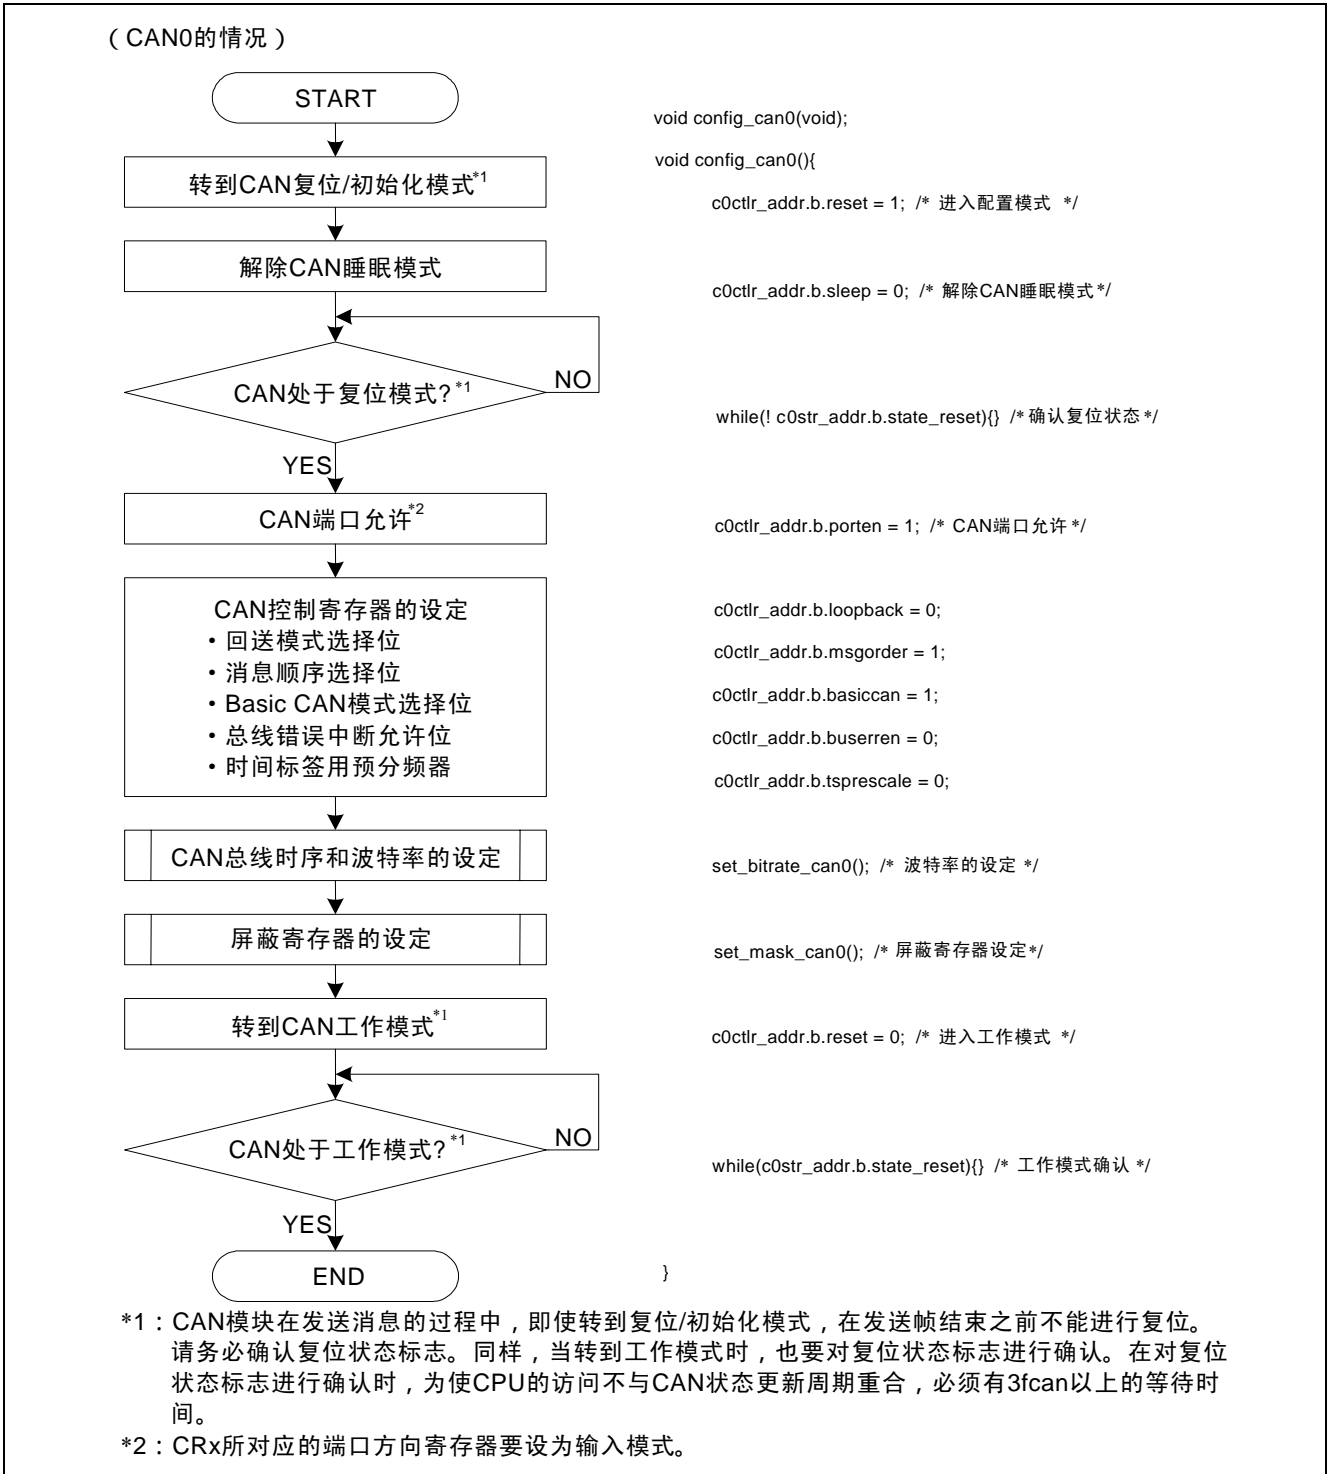 （CAN0的情况）
START
void config_can0(void);
void config_can0(){
转到CAN复位/初始化模式*1
c0ctlr_addr.b.reset = 1; /* 进入配置模式 */
解除CAN睡眠模式
c0ctlr_addr.b.sleep = 0; /* 解除CAN睡眠模式*/
CAN处于复位模式?*1
NO
while(! c0str_addr.b.state_reset){} /*确认复位状态*/
YES
CAN端口允许*2
c0ctlr_addr.b.porten = 1; /* CAN端口允许*/
CAN控制寄存器的设定
・回送模式选择位
・消息顺序选择位
・Basic CAN模式选择位
・总线错误中断允许位
・时间标签用预分频器
c0ctlr_addr.b.loopback = 0;
c0ctlr_addr.b.msgorder = 1;
c0ctlr_addr.b.basiccan = 1;
c0ctlr_addr.b.buserren = 0;
c0ctlr_addr.b.tsprescale = 0;
CAN总线时序和波特率的设定
set_bitrate_can0(); /* 波特率的设定 */
屏蔽寄存器的设定
set_mask_can0(); /* 屏蔽寄存器设定*/
转到CAN工作模式*1
c0ctlr_addr.b.reset = 0; /* 进入工作模式 */
CAN处于工作模式?*1
NO
while(c0str_addr.b.state_reset){} /* 工作模式确认 */
YES
END
}
*1：CAN模块在发送消息的过程中，即使转到复位/初始化模式，在发送帧结束之前不能进行复位。
请务必确认复位状态标志。同样，当转到工作模式时，也要对复位状态标志进行确认。在对复位
状态标志进行确认时，为使CPU的访问不与CAN状态更新周期重合，必须有3fcan以上的等待时
间。
*2：CRx所对应的端口方向寄存器要设为输入模式。